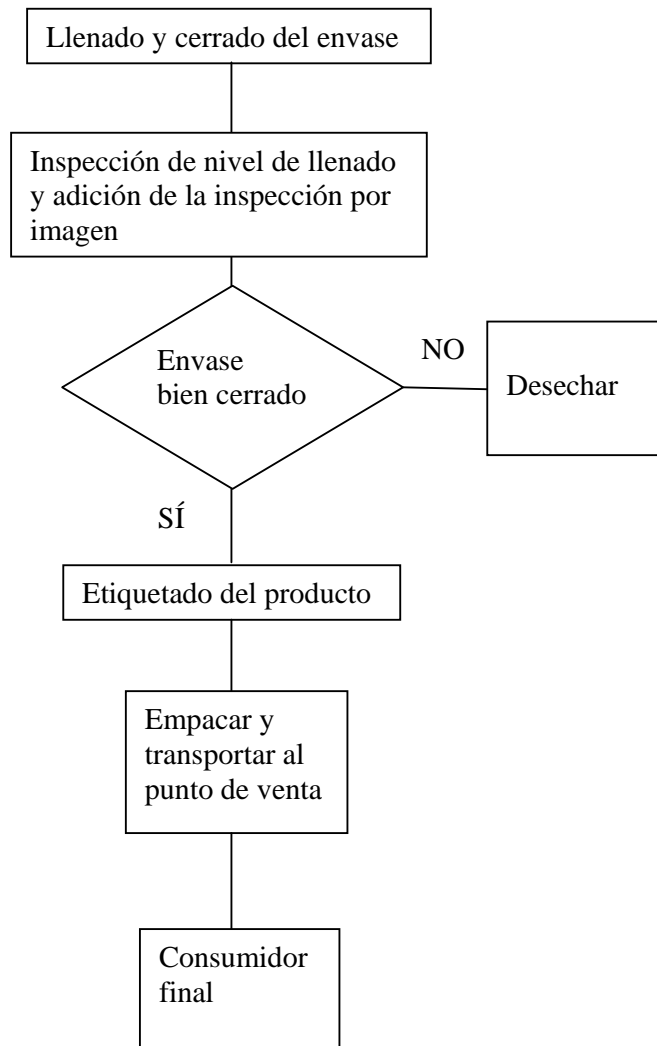 Llenado y cerrado del envase
Inspección de nivel de llenado
y adición de la inspección por
imagen
Envase
bien cerrado
NO
Desechar
SÍ
Etiquetado del producto
Empacar y
transportar al
punto de venta
Consumidor
final